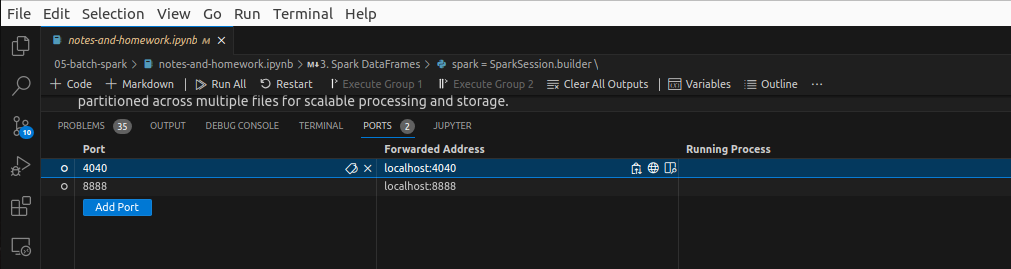 File Edit Selection View Go Run Terminal Help
notes-and-homework.ipynb M
05-batch-spark > notes-and-homework.ipynb > M↓3. Spark DataFrames > spark = SparkSession.builder \
+ Code + Markdown Run All Restart Execute Group 1 Execute Group 2 Clear All Outputs Variables Outline ...
partitioned across multiple files for scalable processing and storage.
PROBLEMS 35 OUTPUT DEBUG CONSOLE TERMINAL PORTS 2 JUPYTER
Port Forwarded Address Running Process
4040 localhost:4040
8888 localhost:8888
Add Port
10